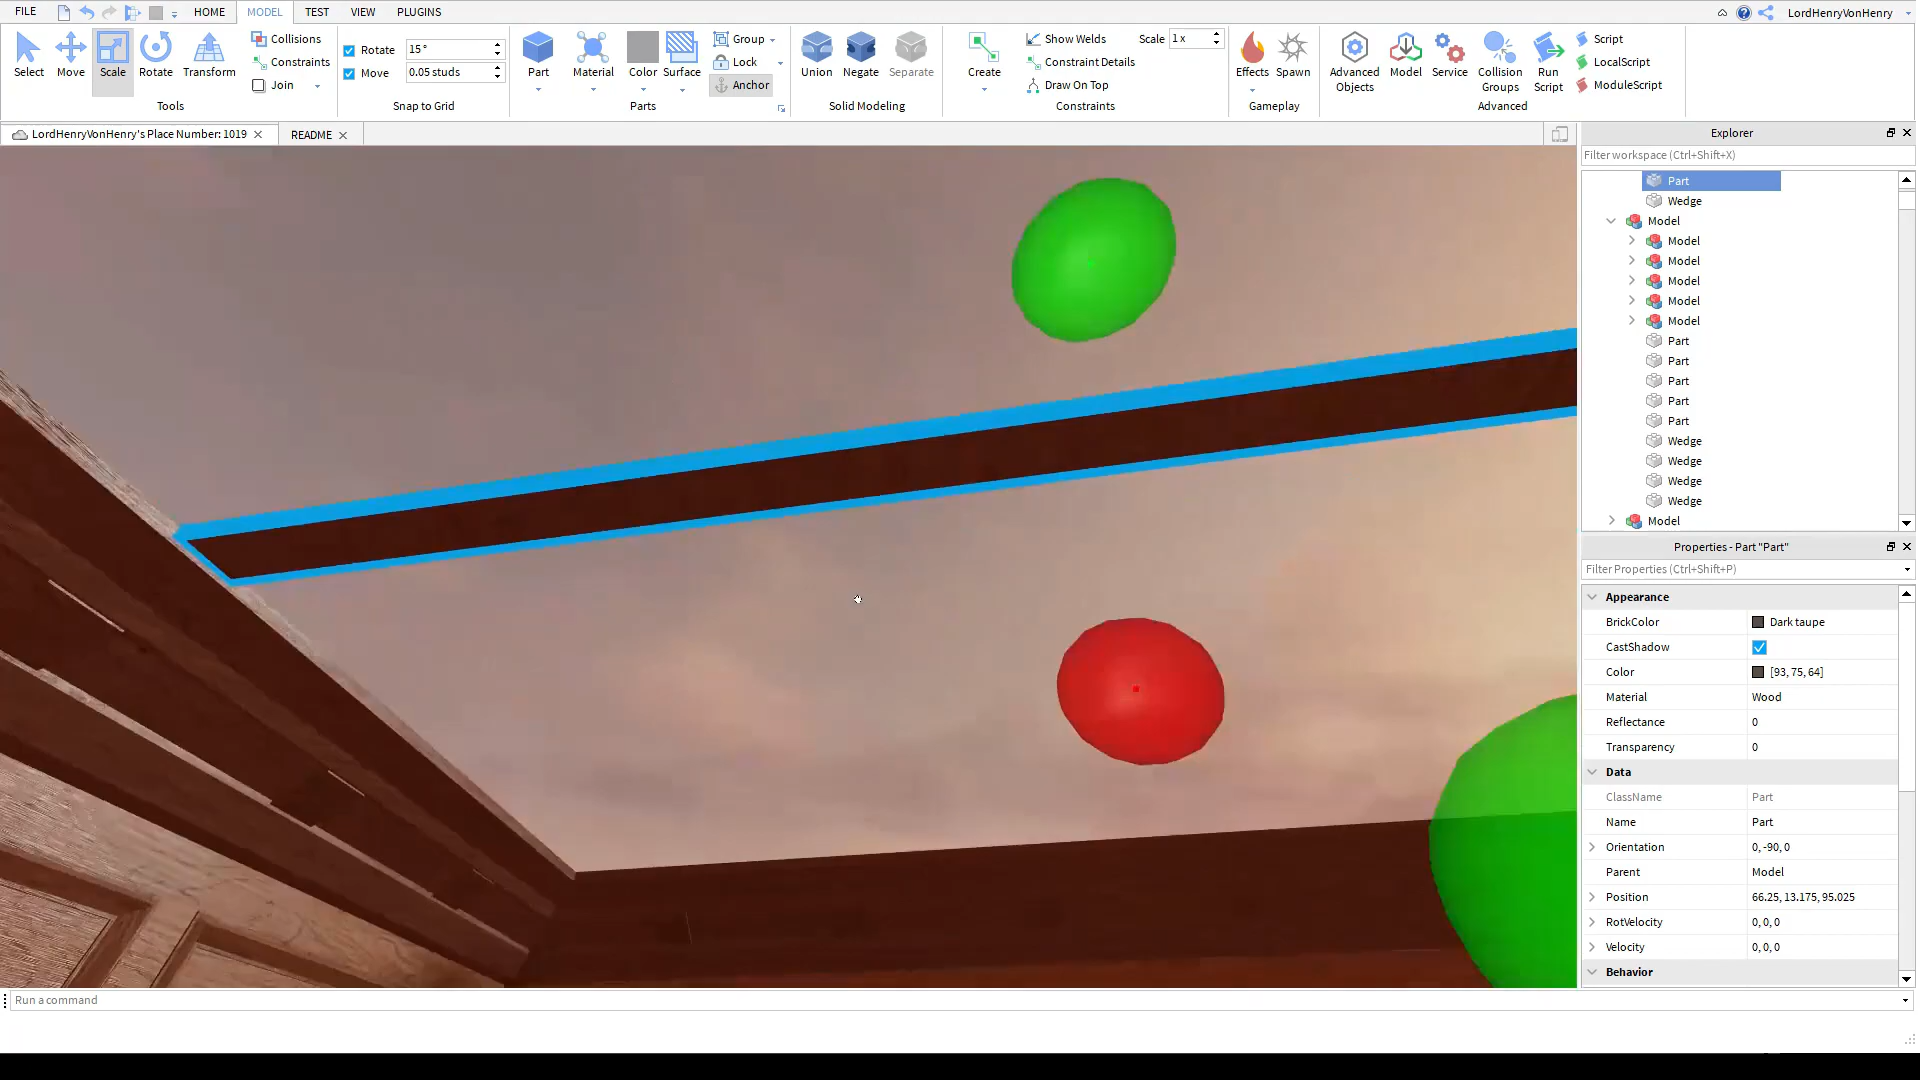 FILE HOME MODEL TEST VIEW PLUGINS LordHenryVonHenry
Select Move Scale Rotate Transform
Collisions
Constraints
Join
Tools
Rotate 15 °
Move 0.05 studs
Snap to Grid
Part Material Color Surface
Group
Lock
Anchor
Parts
Union Negate Separate
Solid Modeling
Create
Show Welds Scale 1 x
Constraint Details
Draw On Top
Constraints
Effects Spawn
Gameplay
Advanced Objects Model Service Collision Groups Run Script
Script
LocalScript
ModuleScript
Advanced
LordHenryVonHenry's Place Number: 1019 README
Explorer
Filter workspace (Ctrl+Shift+X)
Part
Wedge
Model
Model
Model
Model
Model
Model
Part
Part
Part
Part
Part
Wedge
Wedge
Wedge
Wedge
Model
Properties - Part "Part"
Filter Properties (Ctrl+Shift+P)
Appearance
BrickColor Dark taupe
CastShadow
Color [93, 75, 64]
Material Wood
Reflectance 0
Transparency 0
Data
ClassName Part
Name Part
Orientation 0, -90, 0
Parent Model
Position 66.25, 13.175, 95.025
RotVelocity 0, 0, 0
Velocity 0, 0, 0
Behavior
Run a command